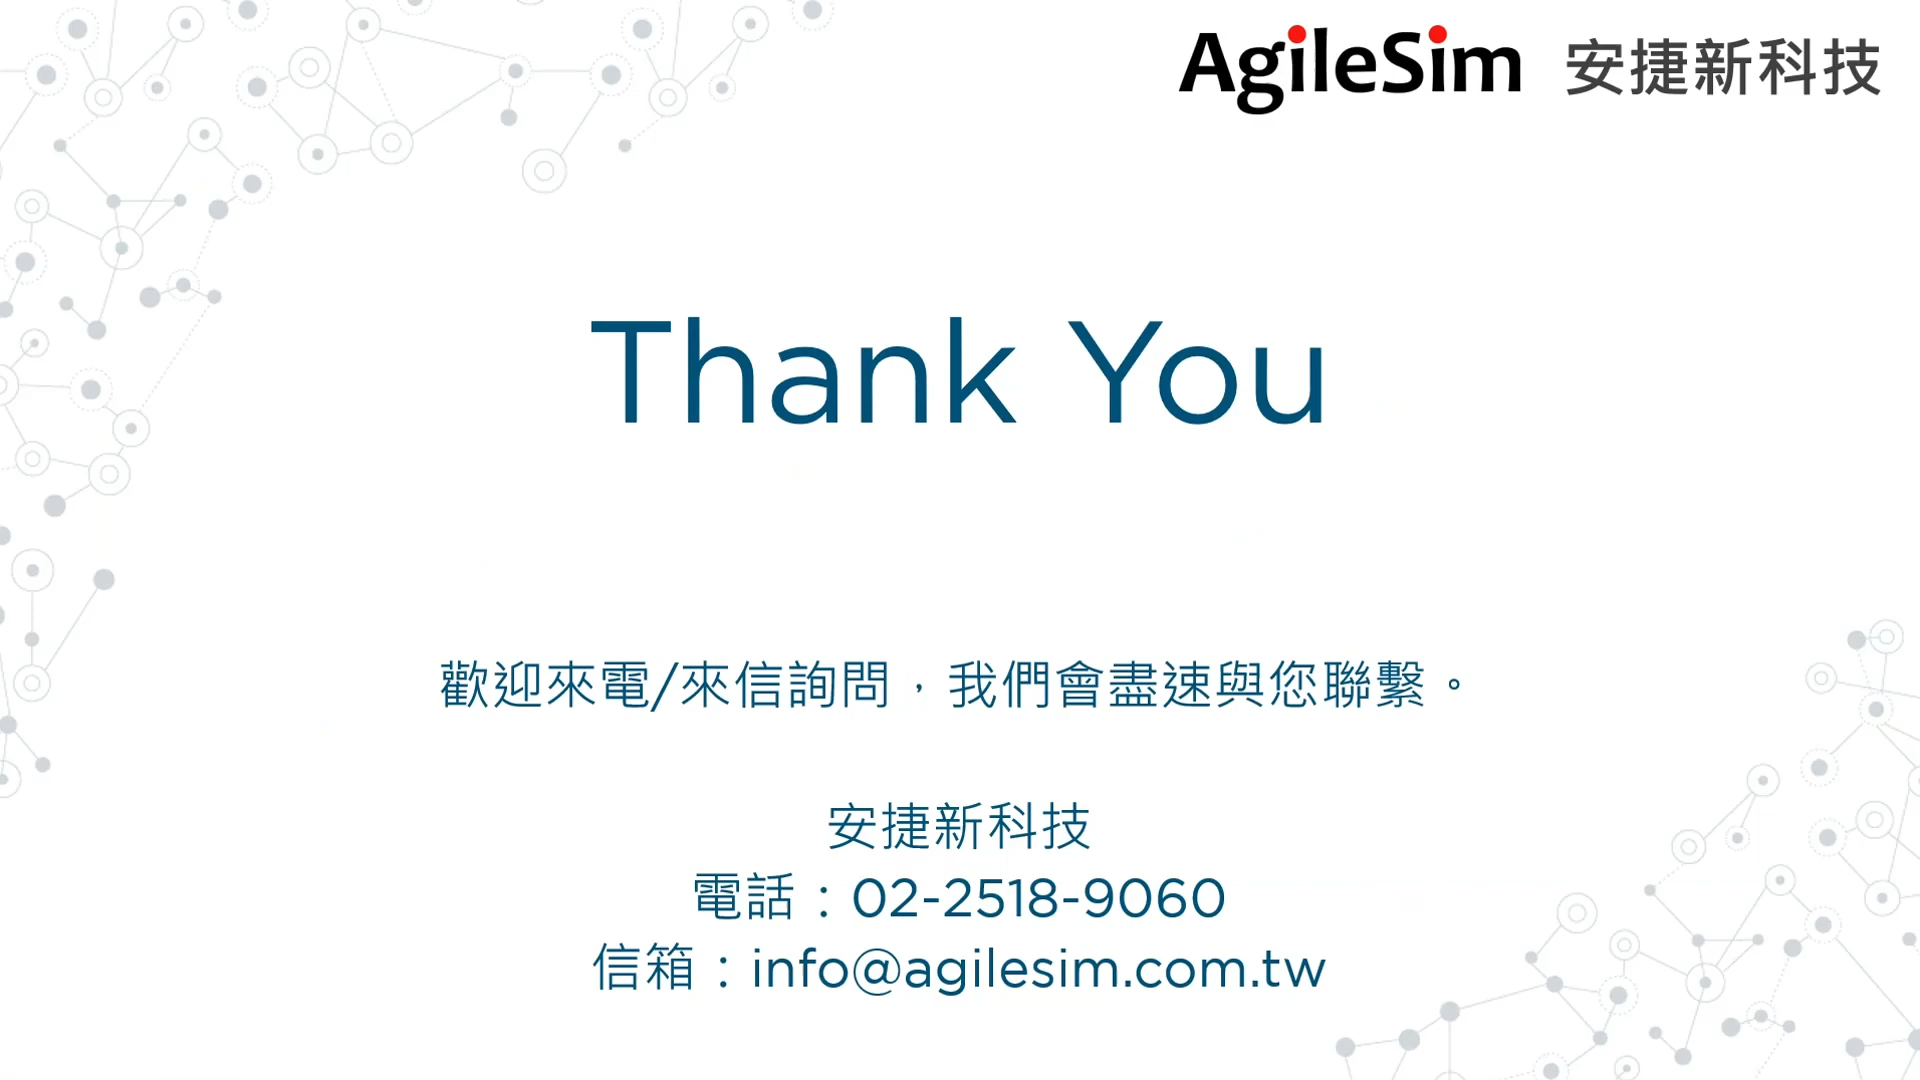 AgileSim 安捷新科技
Thank You
歡迎來電/來信詢問，我們會盡速與您聯繫。
安捷新科技
電話：02-2518-9060
信箱：info@agilesim.com.tw